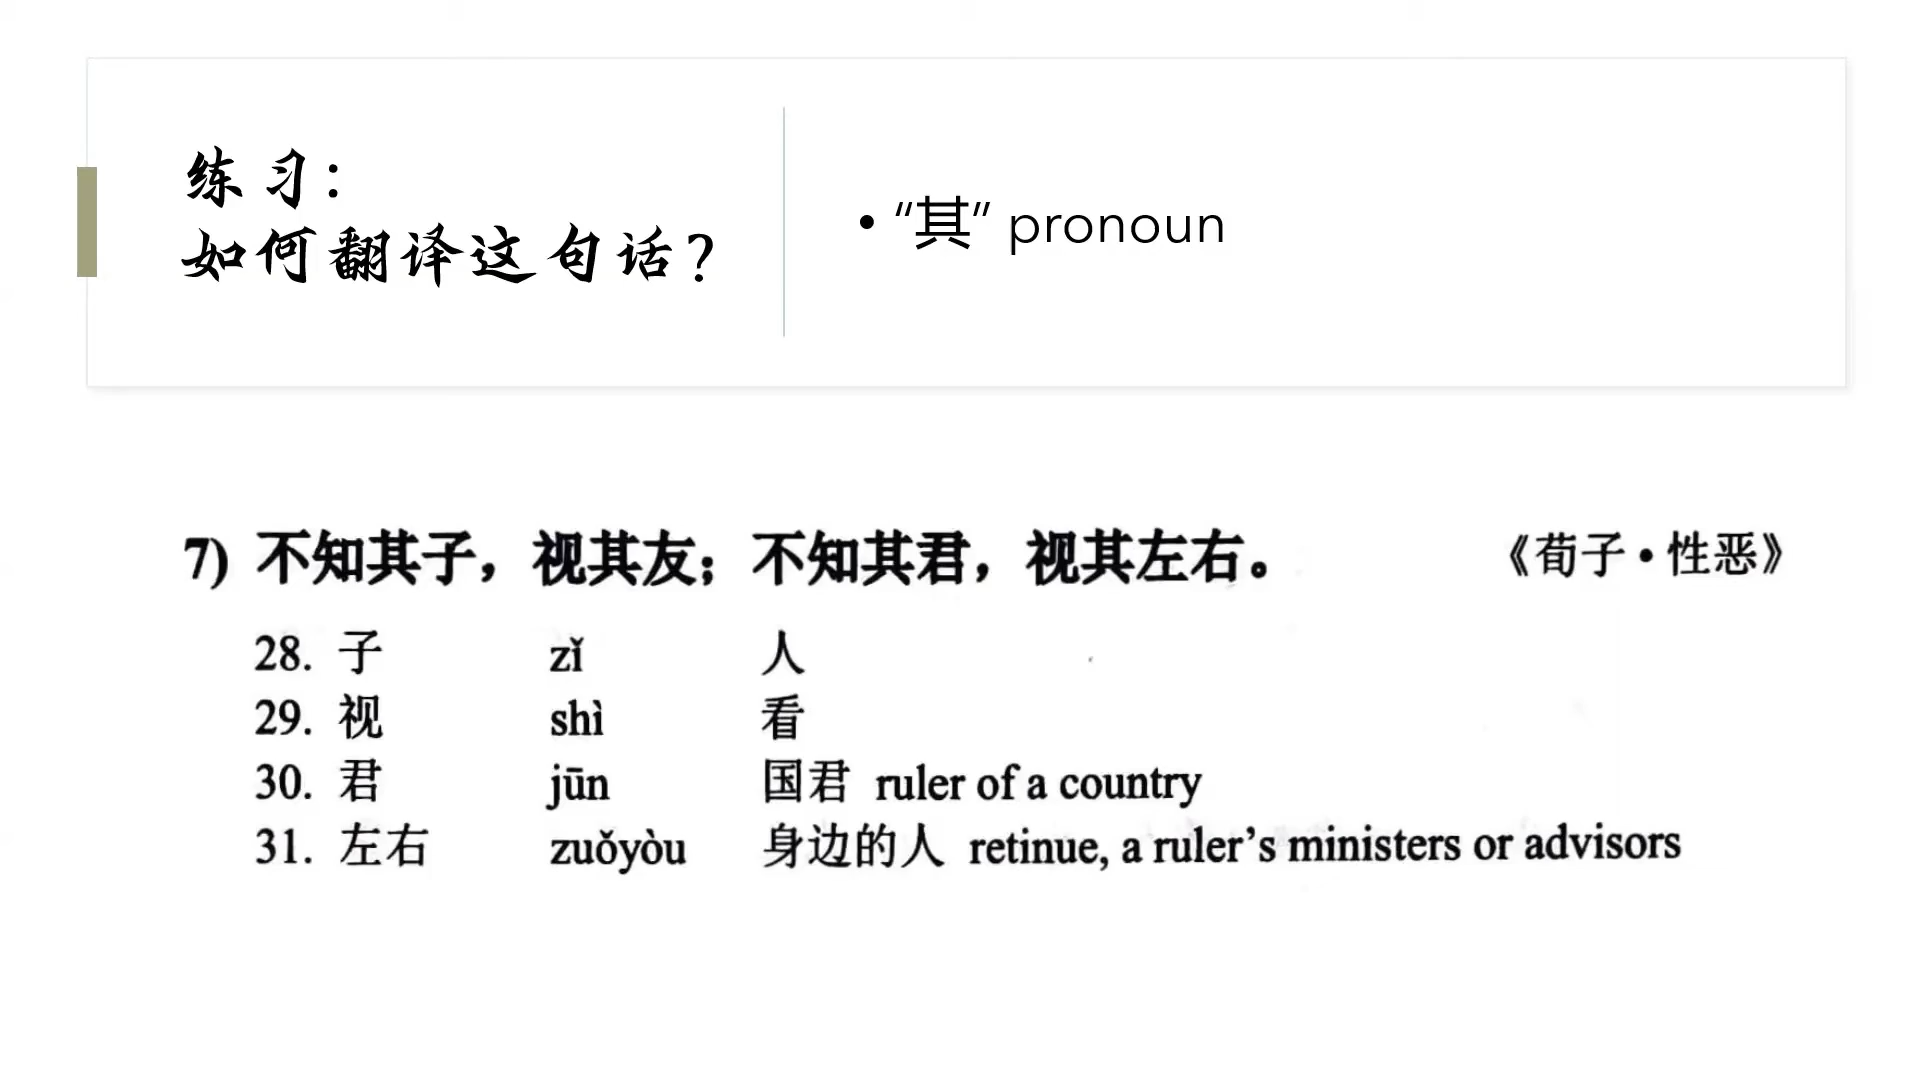 练习：
如何翻译这句话？
• “其” pronoun
7) 不知其子，视其友；不知其君，视其左右。 《荀子•性恶》
28. 子 zǐ 人
29. 视 shì 看
30. 君 jūn 国君 ruler of a country
31. 左右 zuǒyòu 身边的人 retinue, a ruler’s ministers or advisors